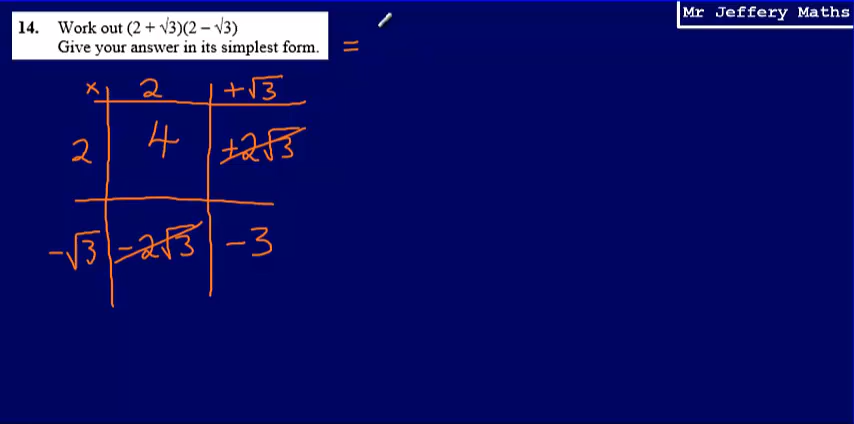 Mr Jeffery Maths
14. Work out (2 + √3)(2 – √3)
Give your answer in its simplest form.
=
× 2 +√3
2 4 +2√3
-√3 -2√3 -3